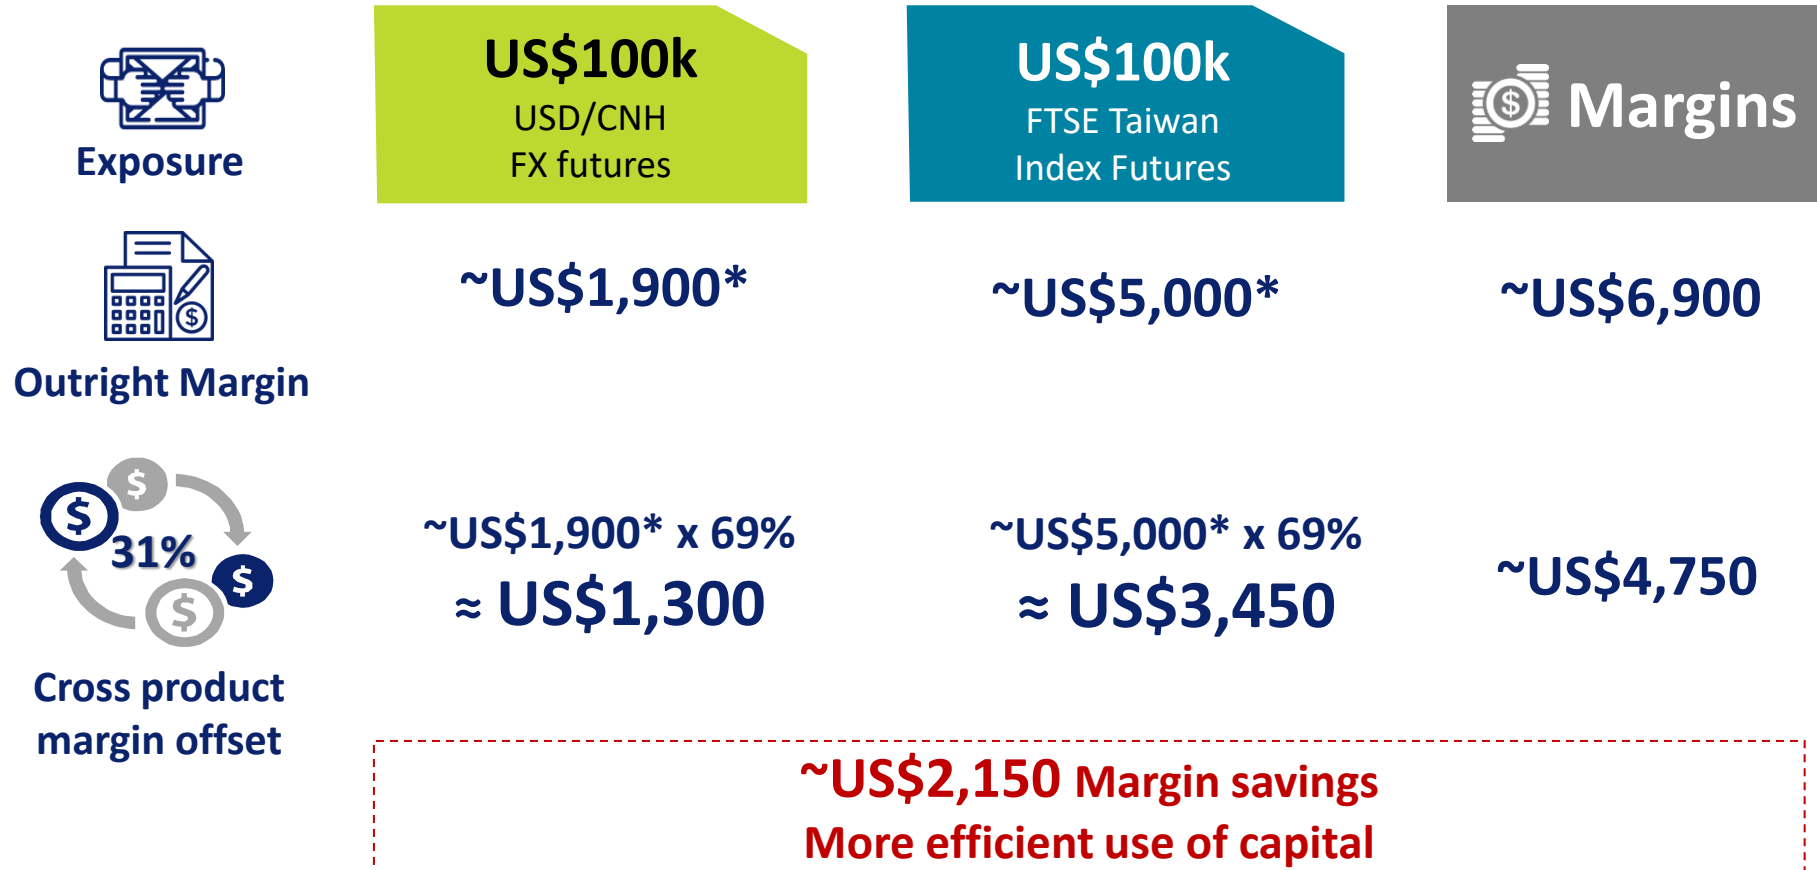 Exposure
US$100k
USD/CNH
FX futures
US$100k
FTSE Taiwan
Index Futures
$ Margins
$
Outright Margin
~US$1,900*
~US$5,000*
~US$6,900
$
$
31%
$
$
Cross product
margin offset
~US$1,900* x 69%
≈ US$1,300
~US$5,000* x 69%
≈ US$3,450
~US$4,750
~US$2,150 Margin savings
More efficient use of capital